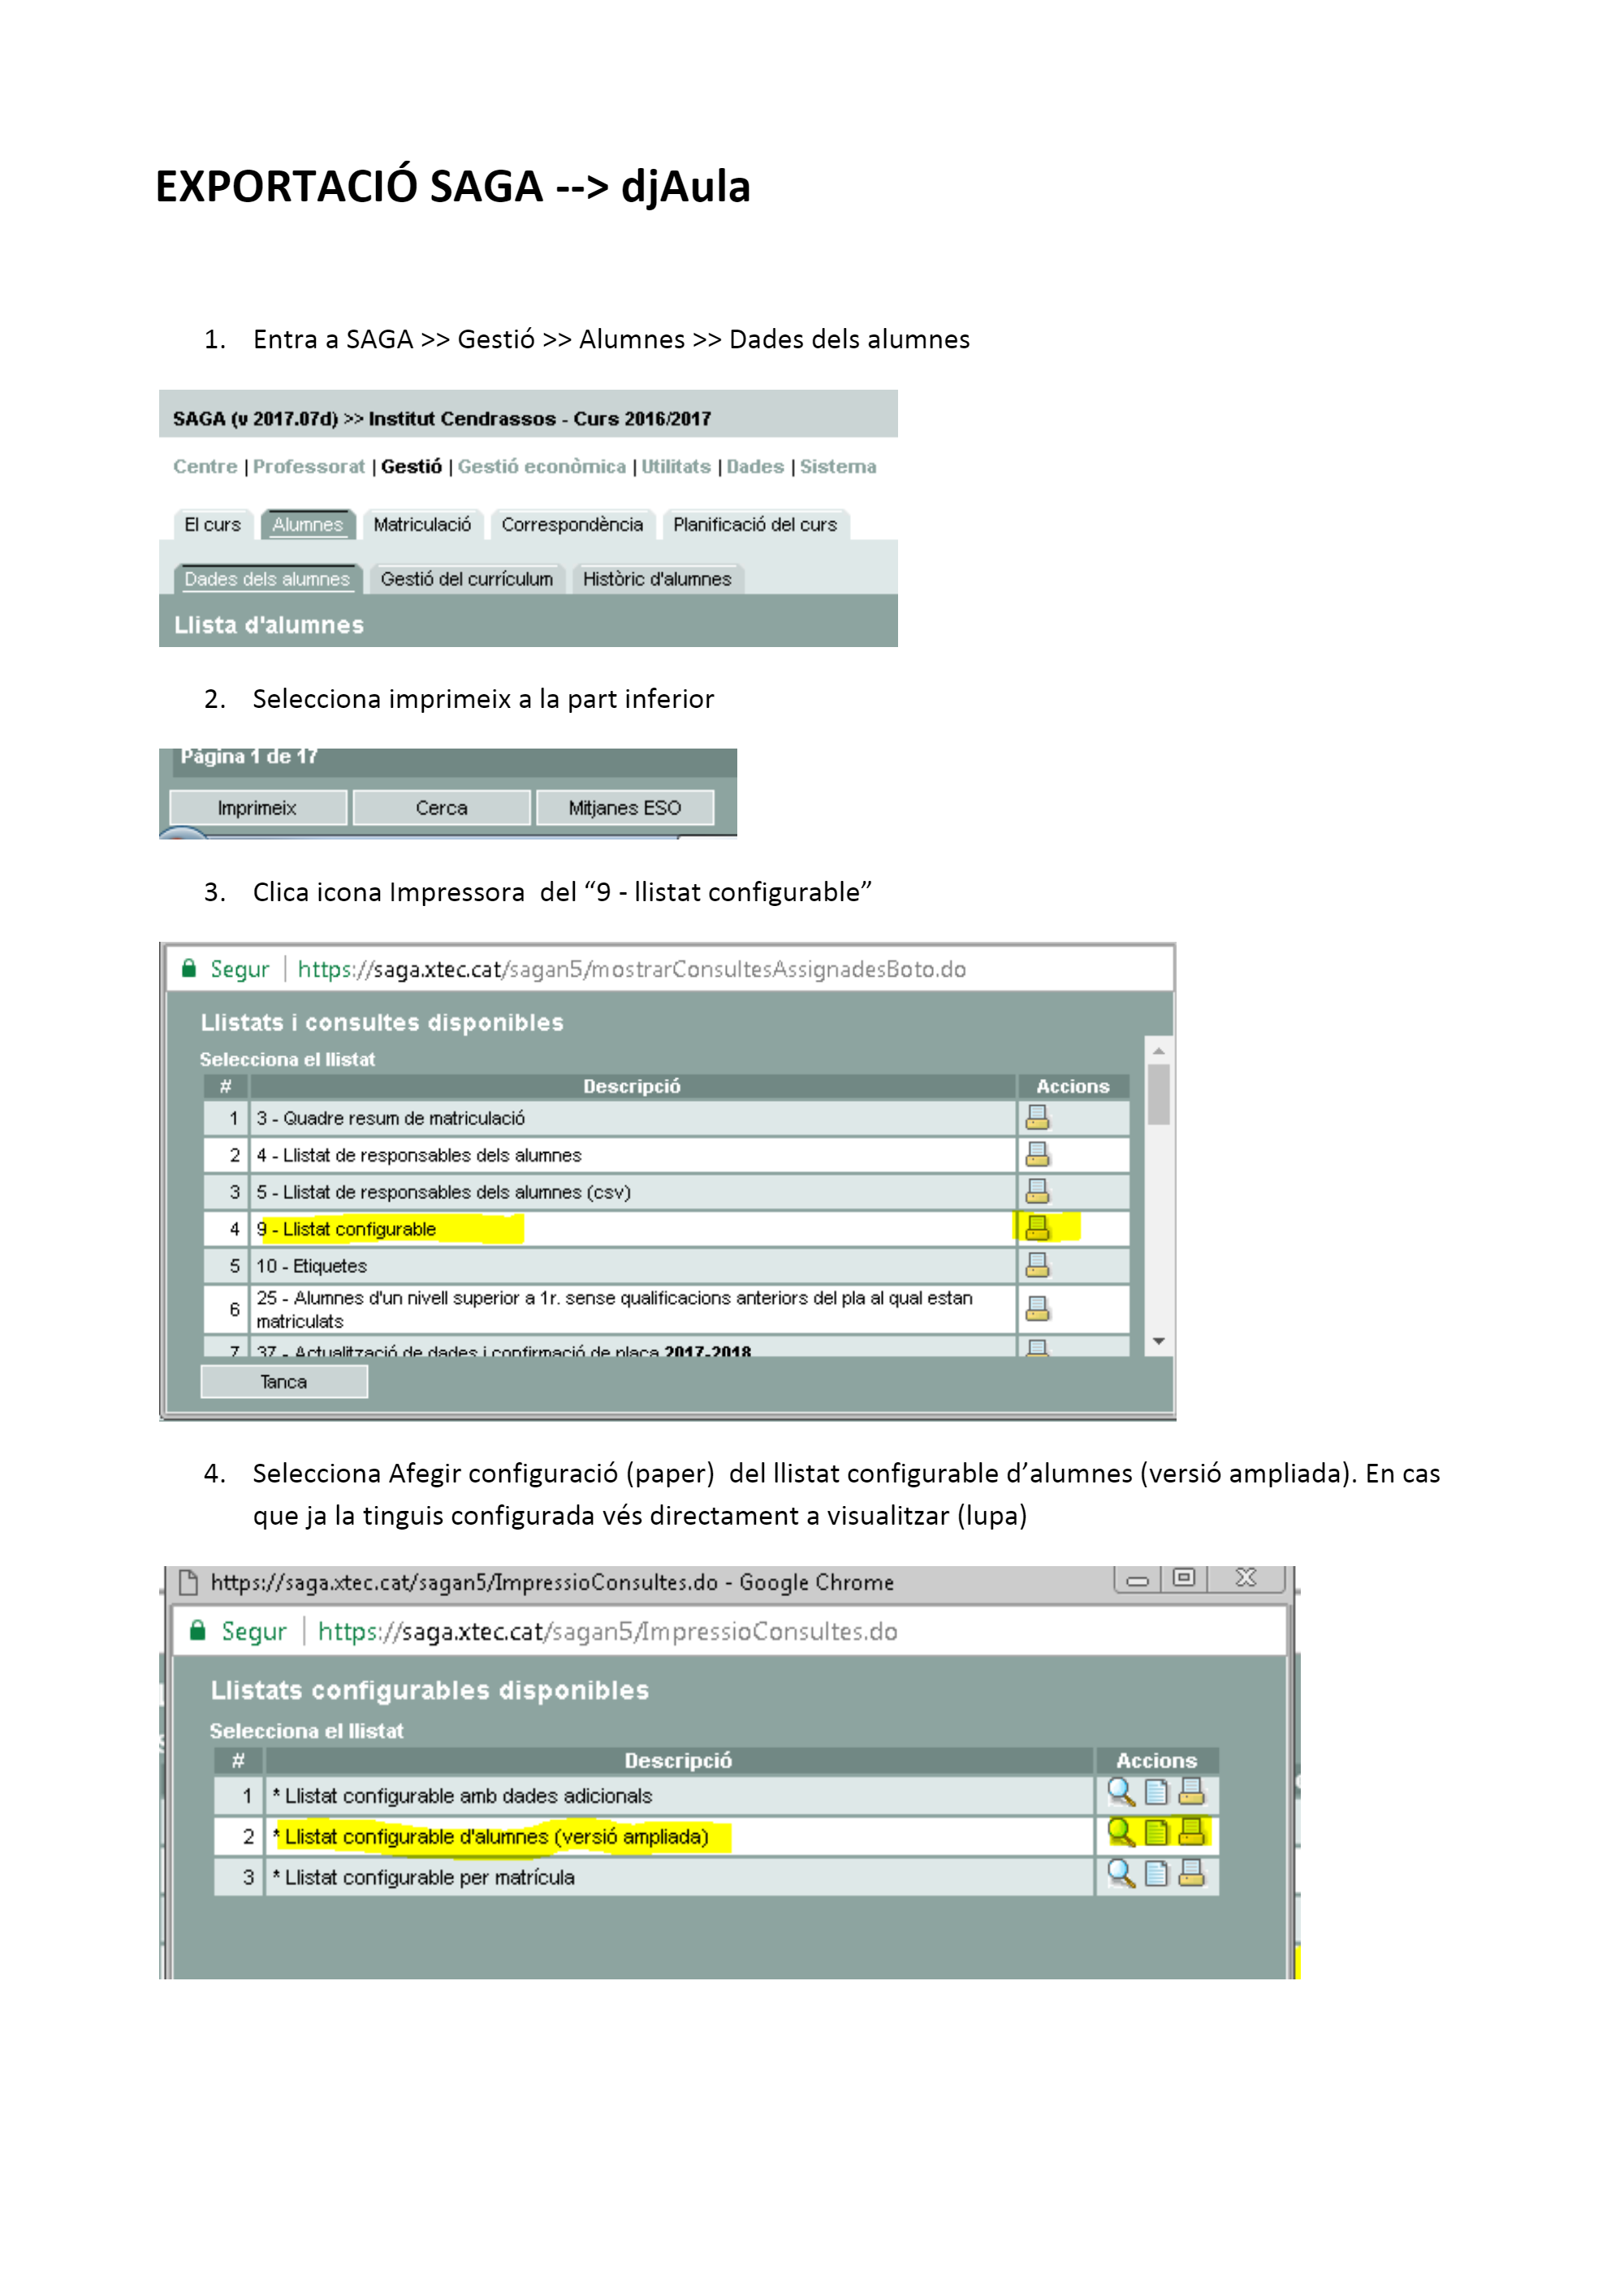 EXPORTACIÓ SAGA --> djAula
1. Entra a SAGA >> Gestió >> Alumnes >> Dades dels alumnes
SAGA (v 2017.07d) >> Institut Cendrassos - Curs 2016/2017
Centre | Professorat | Gestió | Gestió econòmica | Utilitats | Dades | Sistema
El curs Alumnes Matriculació Correspondència Planificació del curs
Dades dels alumnes Gestió del currículum Històric d'alumnes
Llista d'alumnes
2. Selecciona imprimeix a la part inferior
Pàgina 1 de 17
Imprimeix Cerca Mitjanes ESO
3. Clica icona Impressora  del “9 - llistat configurable”
Segur | https://saga.xtec.cat/sagan5/mostrarConsultesAssignadesBoto.do
Llistats i consultes disponibles
Selecciona el llistat
# Descripció Accions
1 3 - Quadre resum de matriculació
2 4 - Llistat de responsables dels alumnes
3 5 - Llistat de responsables dels alumnes (csv)
4 9 - Llistat configurable
5 10 - Etiquetes
6 25 - Alumnes d'un nivell superior a 1r. sense qualificacions anteriors del pla al qual estan
matriculats
7 37 - Actualització de dades i confirmació de plaça 2017-2018
Tanca
4. Selecciona Afegir configuració (paper)  del llistat configurable d’alumnes (versió ampliada). En cas
que ja la tinguis configurada vés directament a visualitzar (lupa)
https://saga.xtec.cat/sagan5/ImpressioConsultes.do - Google Chrome
Segur | https://saga.xtec.cat/sagan5/ImpressioConsultes.do
Llistats configurables disponibles
Selecciona el llistat
# Descripció Accions
1 * Llistat configurable amb dades adicionals
2 * Llistat configurable d'alumnes (versió ampliada)
3 * Llistat configurable per matrícula